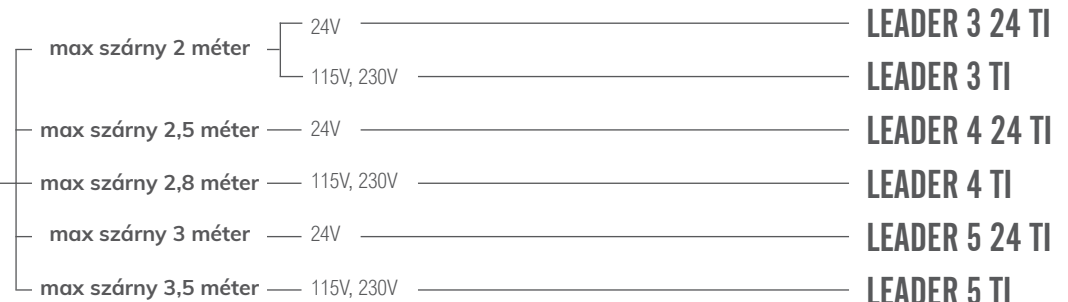 max szárny 2 méter
24V
LEADER 3 24 TI
115V, 230V
LEADER 3 TI
max szárny 2,5 méter
24V
LEADER 4 24 TI
max szárny 2,8 méter
115V, 230V
LEADER 4 TI
max szárny 3 méter
24V
LEADER 5 24 TI
max szárny 3,5 méter
115V, 230V
LEADER 5 TI